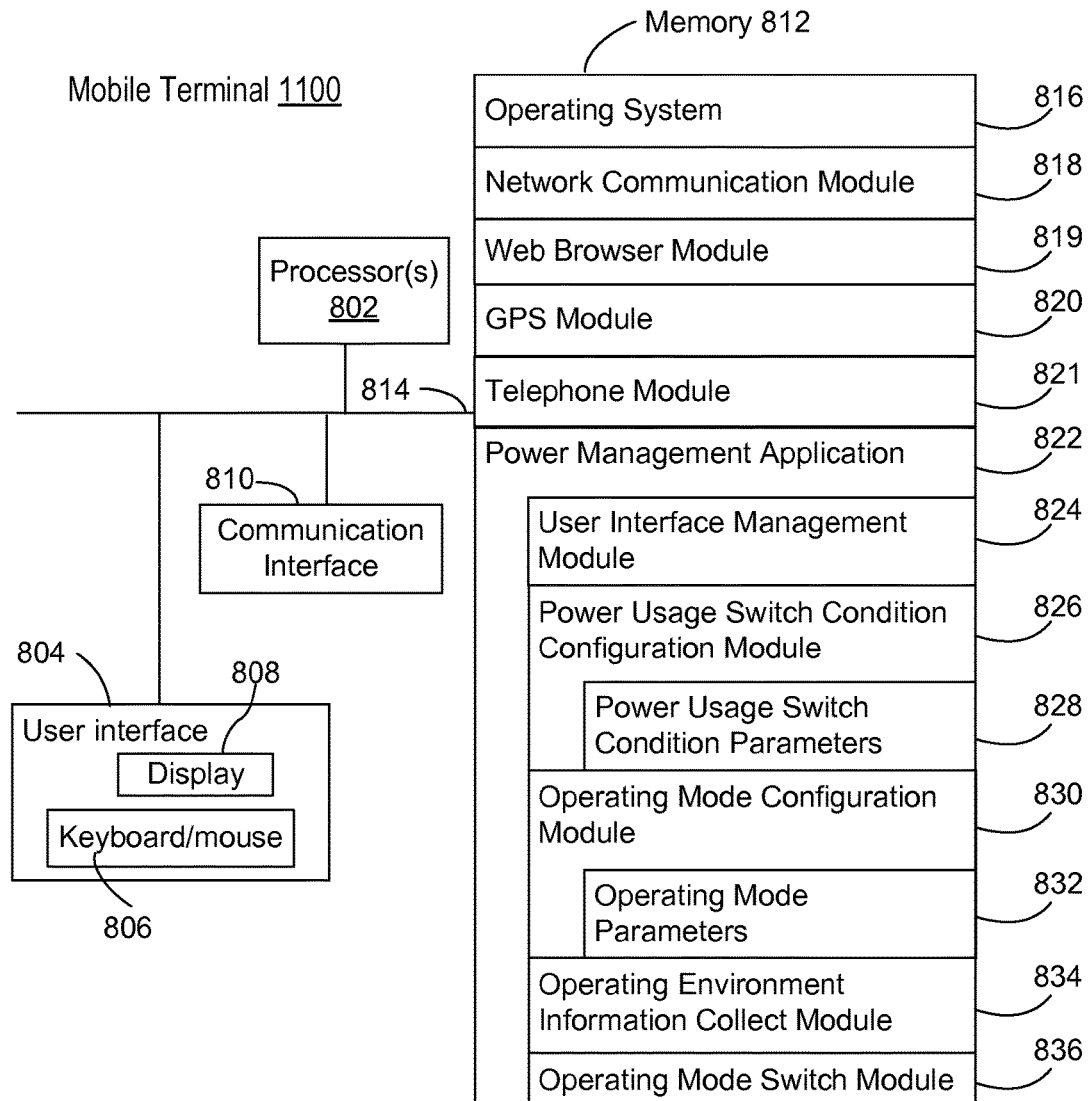 Memory 812
Mobile Terminal 1100
Operating System
816
Network Communication Module
818
Web Browser Module
819
GPS Module
820
Telephone Module
821
Power Management Application
822
User Interface Management
Module
824
Power Usage Switch Condition
Configuration Module
826
Power Usage Switch
Condition Parameters
828
Operating Mode Configuration
Module
830
Operating Mode
Parameters
832
Operating Environment
Information Collect Module
834
Operating Mode Switch Module
836
Processor(s)
802
814
810
Communication
Interface
804
808
User interface
Display
Keyboard/mouse
806